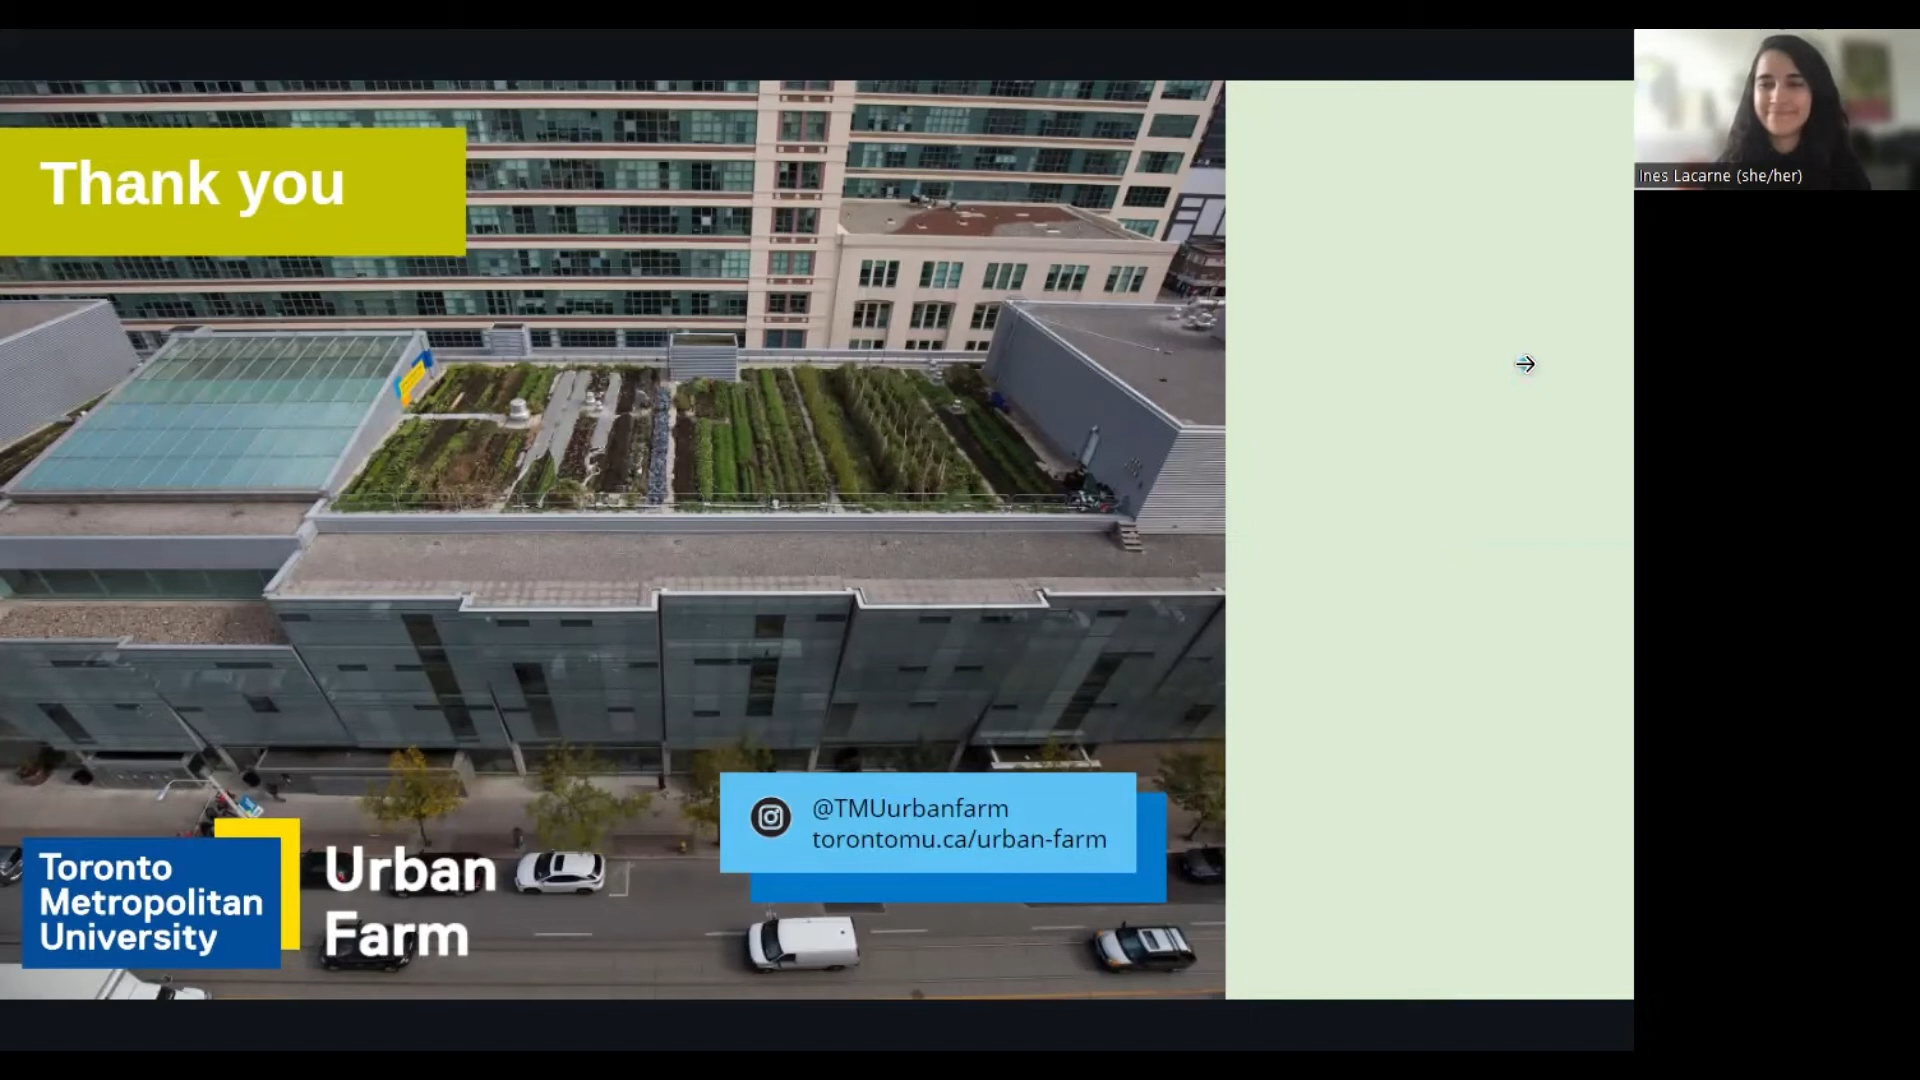 Thank you
Ines Lacarne (she/her)
@TMUurbanfarm
torontomu.ca/urban-farm
Toronto
Metropolitan
University
Urban
Farm